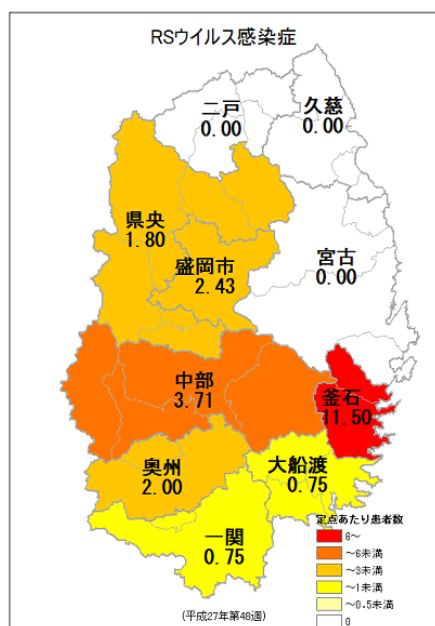 RSウイルス感染症
二戸
0.00
久慈
0.00
県央
1.80
盛岡市
2.43
宮古
0.00
中部
3.71
釜石
11.50
奥州
2.00
大船渡
0.75
一関
0.75
定点あたり患者数
6~
~6未満
~3未満
~1未満
~0.5未満
0
(平成27年第48週)